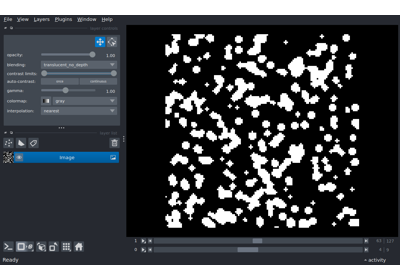 File View Layers Plugins Window Help
opacity: 1.00
blending: translucent_no_depth
contrast limits:
auto-contrast: once continuous
gamma: 1.00
colormap: gray
interpolation: nearest
Image
1
0
Ready activity